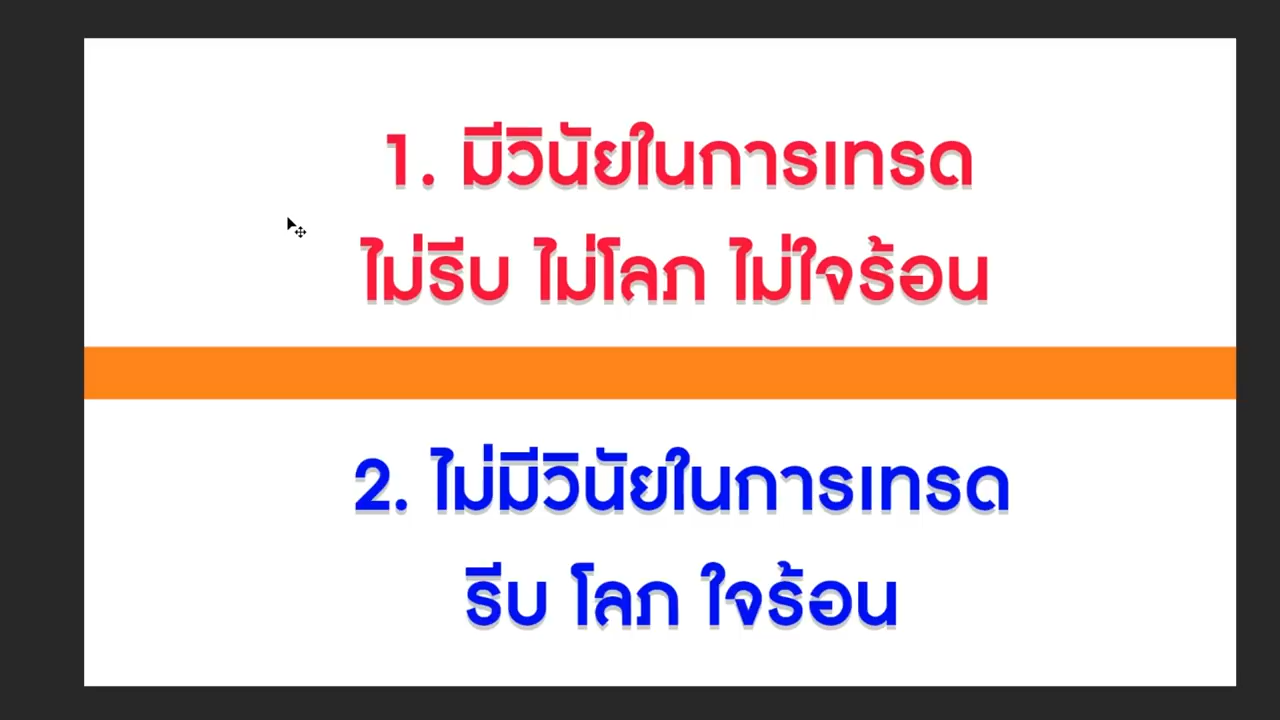 1. มีวินัยในการเทรด
ไม่รีบ ไม่โลภ ไม่ใจร้อน
2. ไม่มีวินัยในการเทรด
รีบ โลภ ใจร้อน